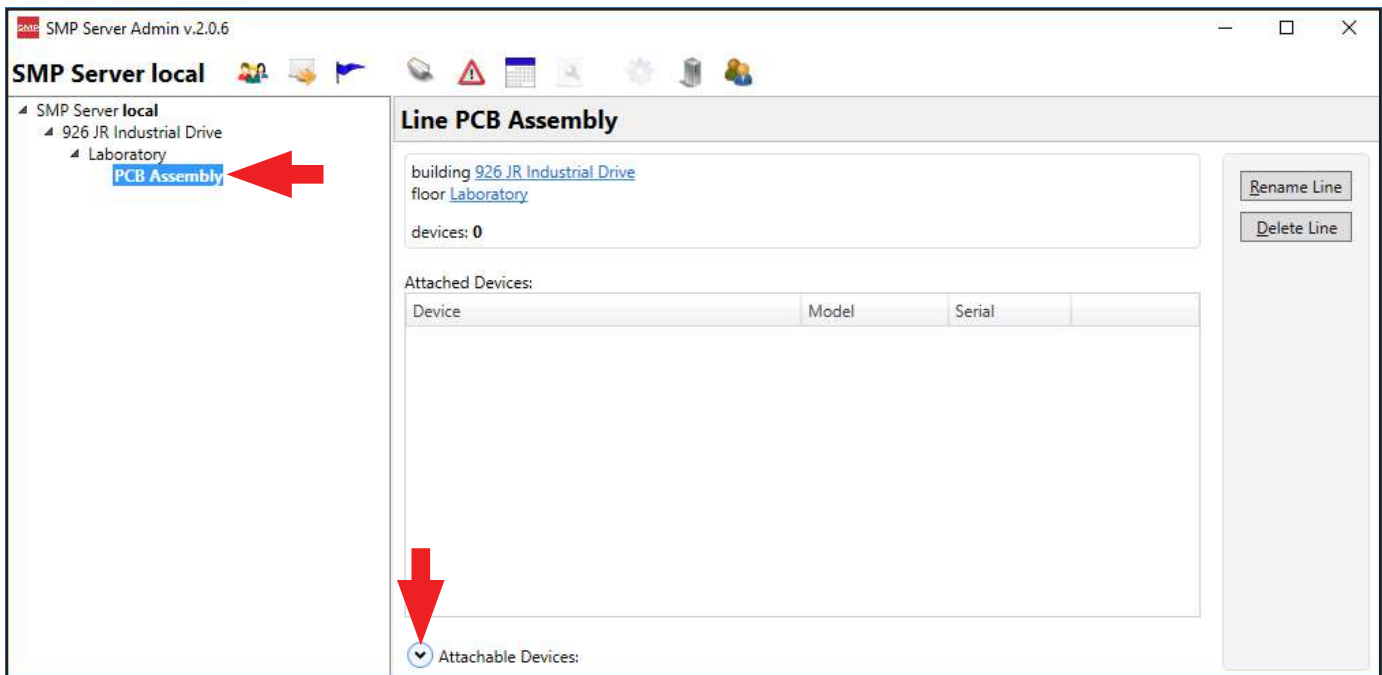 SMP SMP Server Admin v.2.0.6
SMP Server local
SMP Server local
926 JR Industrial Drive
Laboratory
PCB Assembly
Line PCB Assembly
building 926 JR Industrial Drive
floor Laboratory
devices: 0
Rename Line
Delete Line
Attached Devices:
Device Model Serial
Attachable Devices: